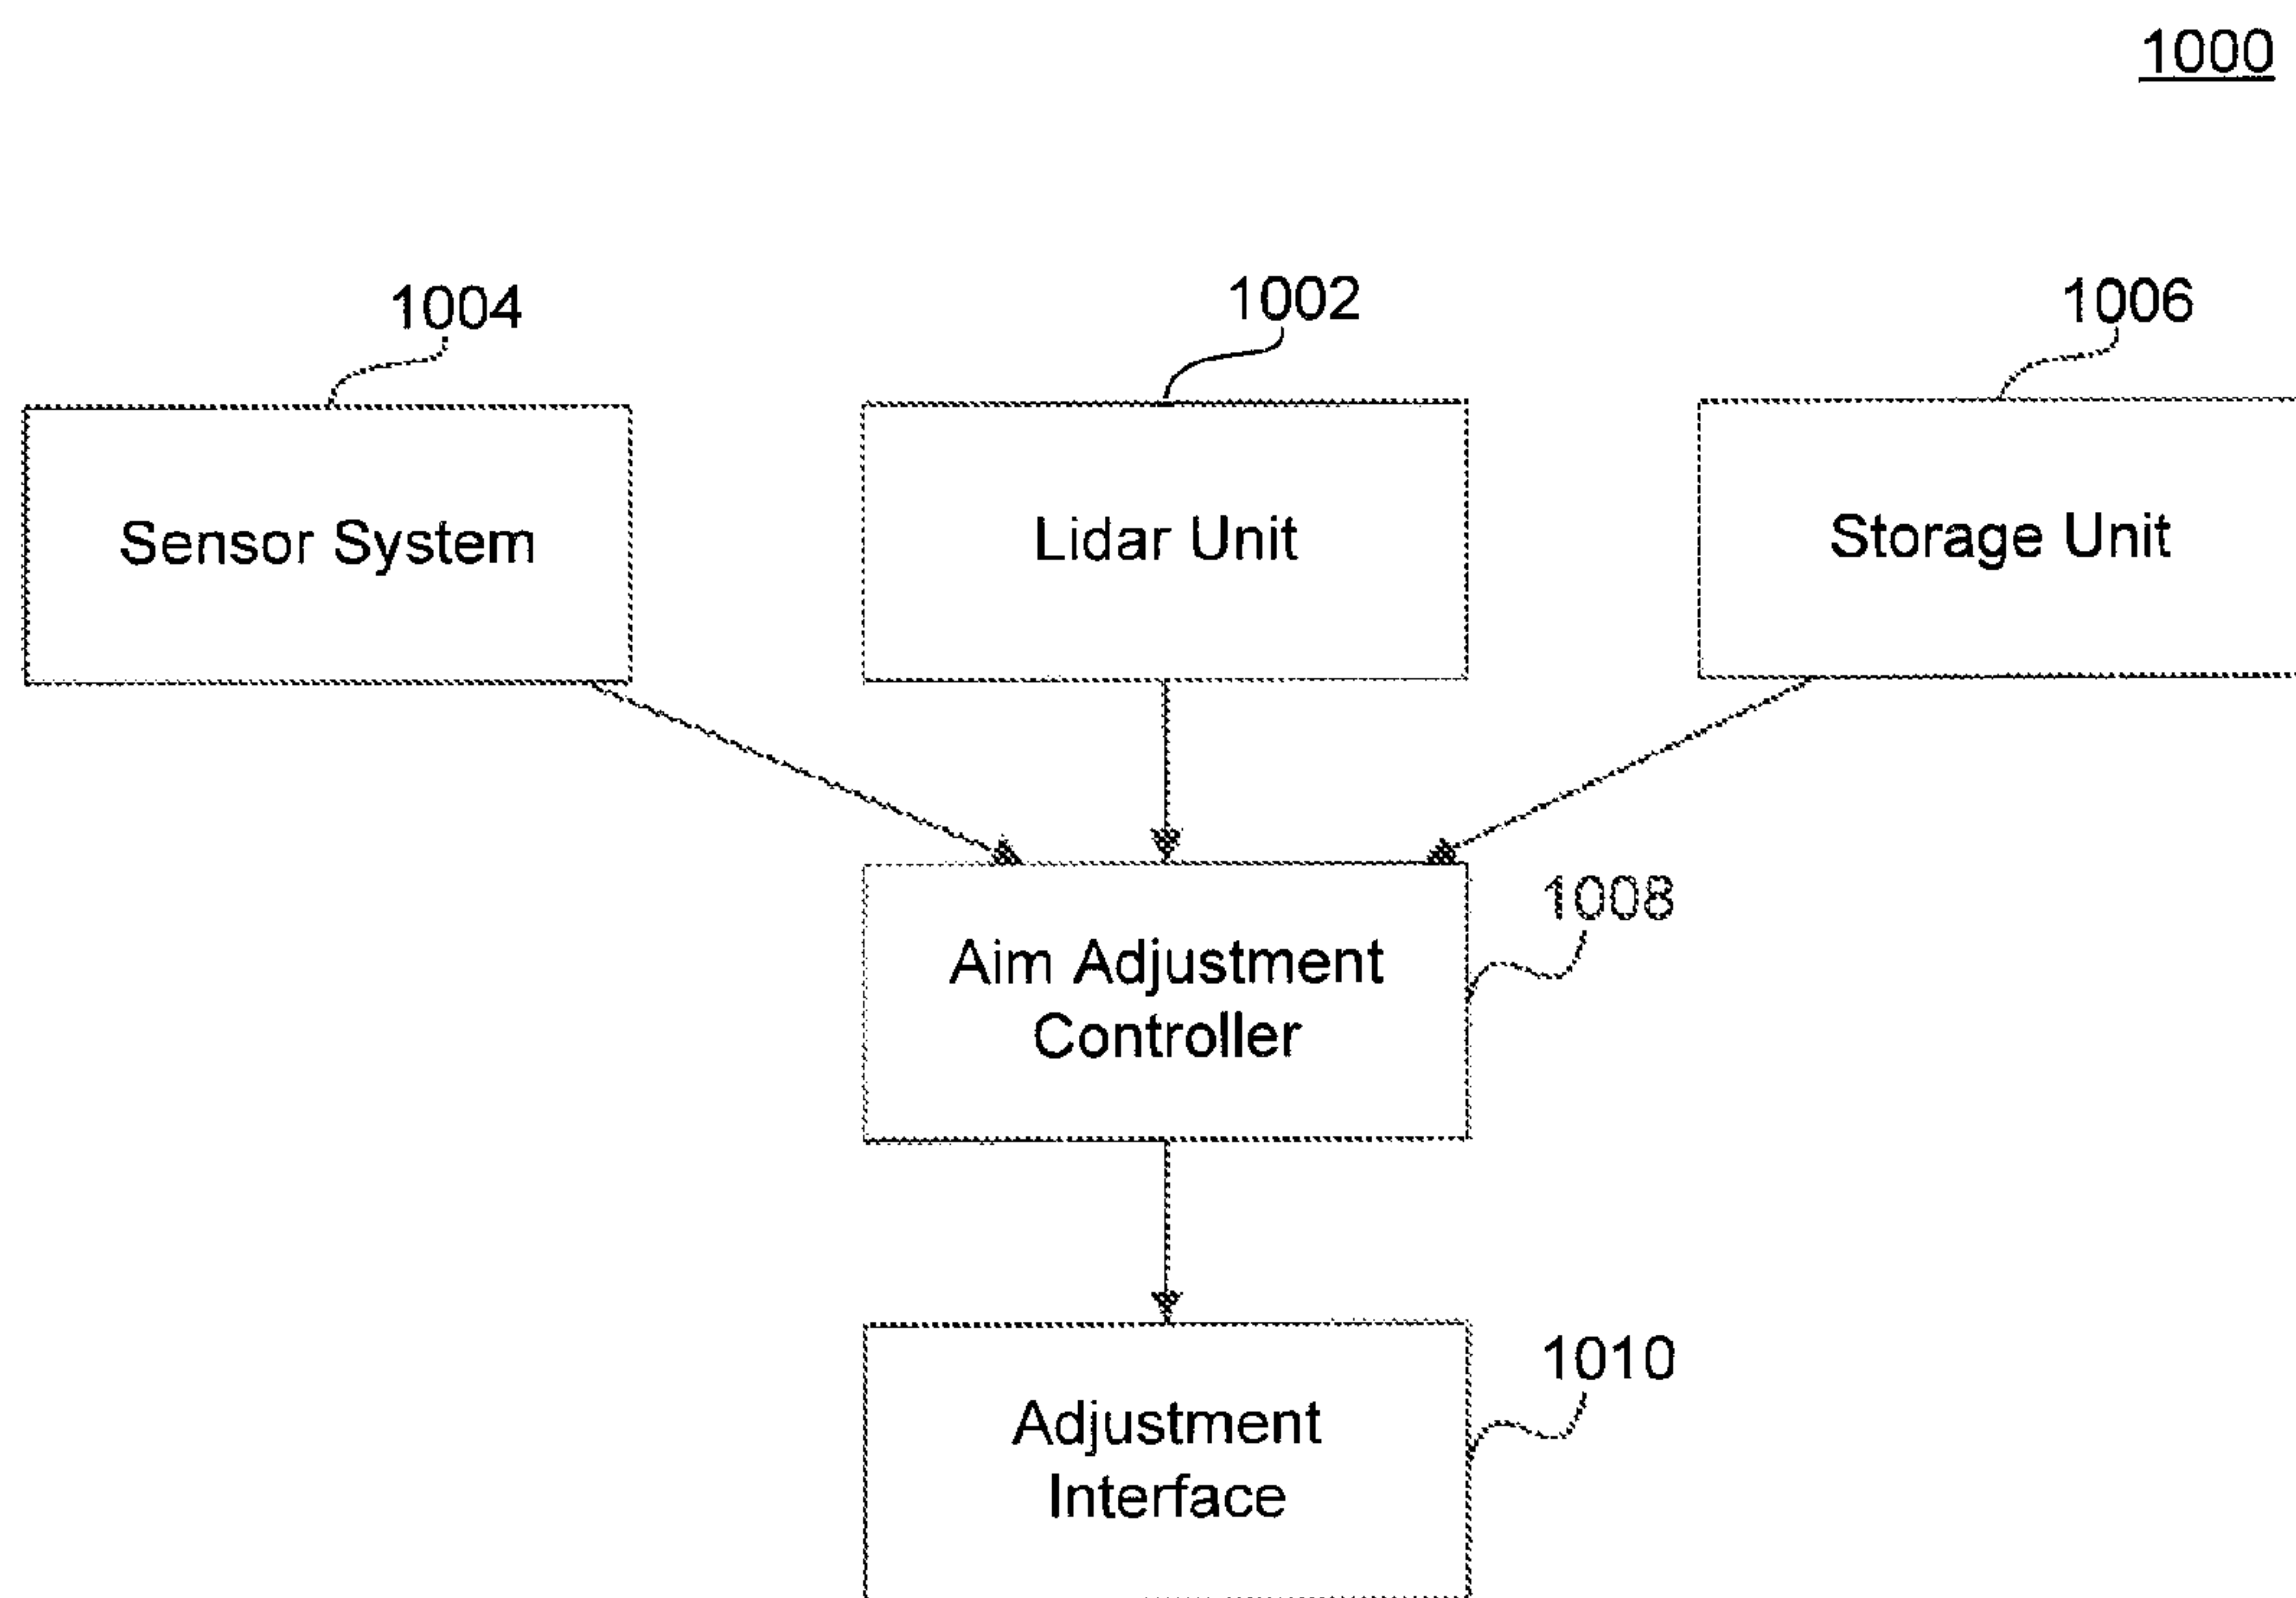 1000
1004
1002
1006
Sensor System
Lidar Unit
Storage Unit
1008
Aim Adjustment
Controller
1010
Adjustment
Interface